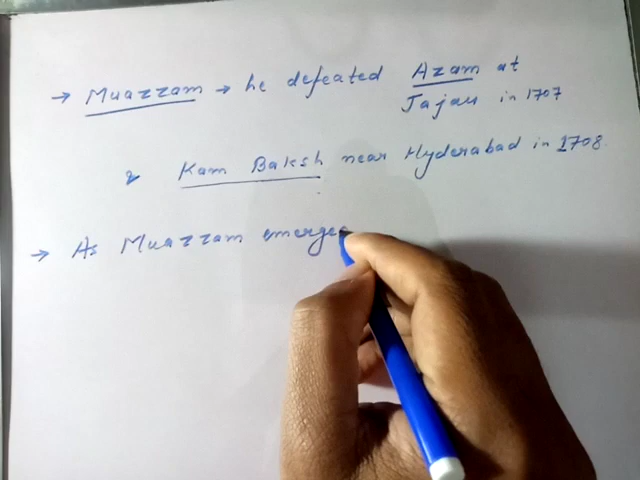 → Muazzam → he defeated Azam at
Jajau in 1707
& Kam Baksh near Hyderabad in 1708.
→ As Muazzam emerge